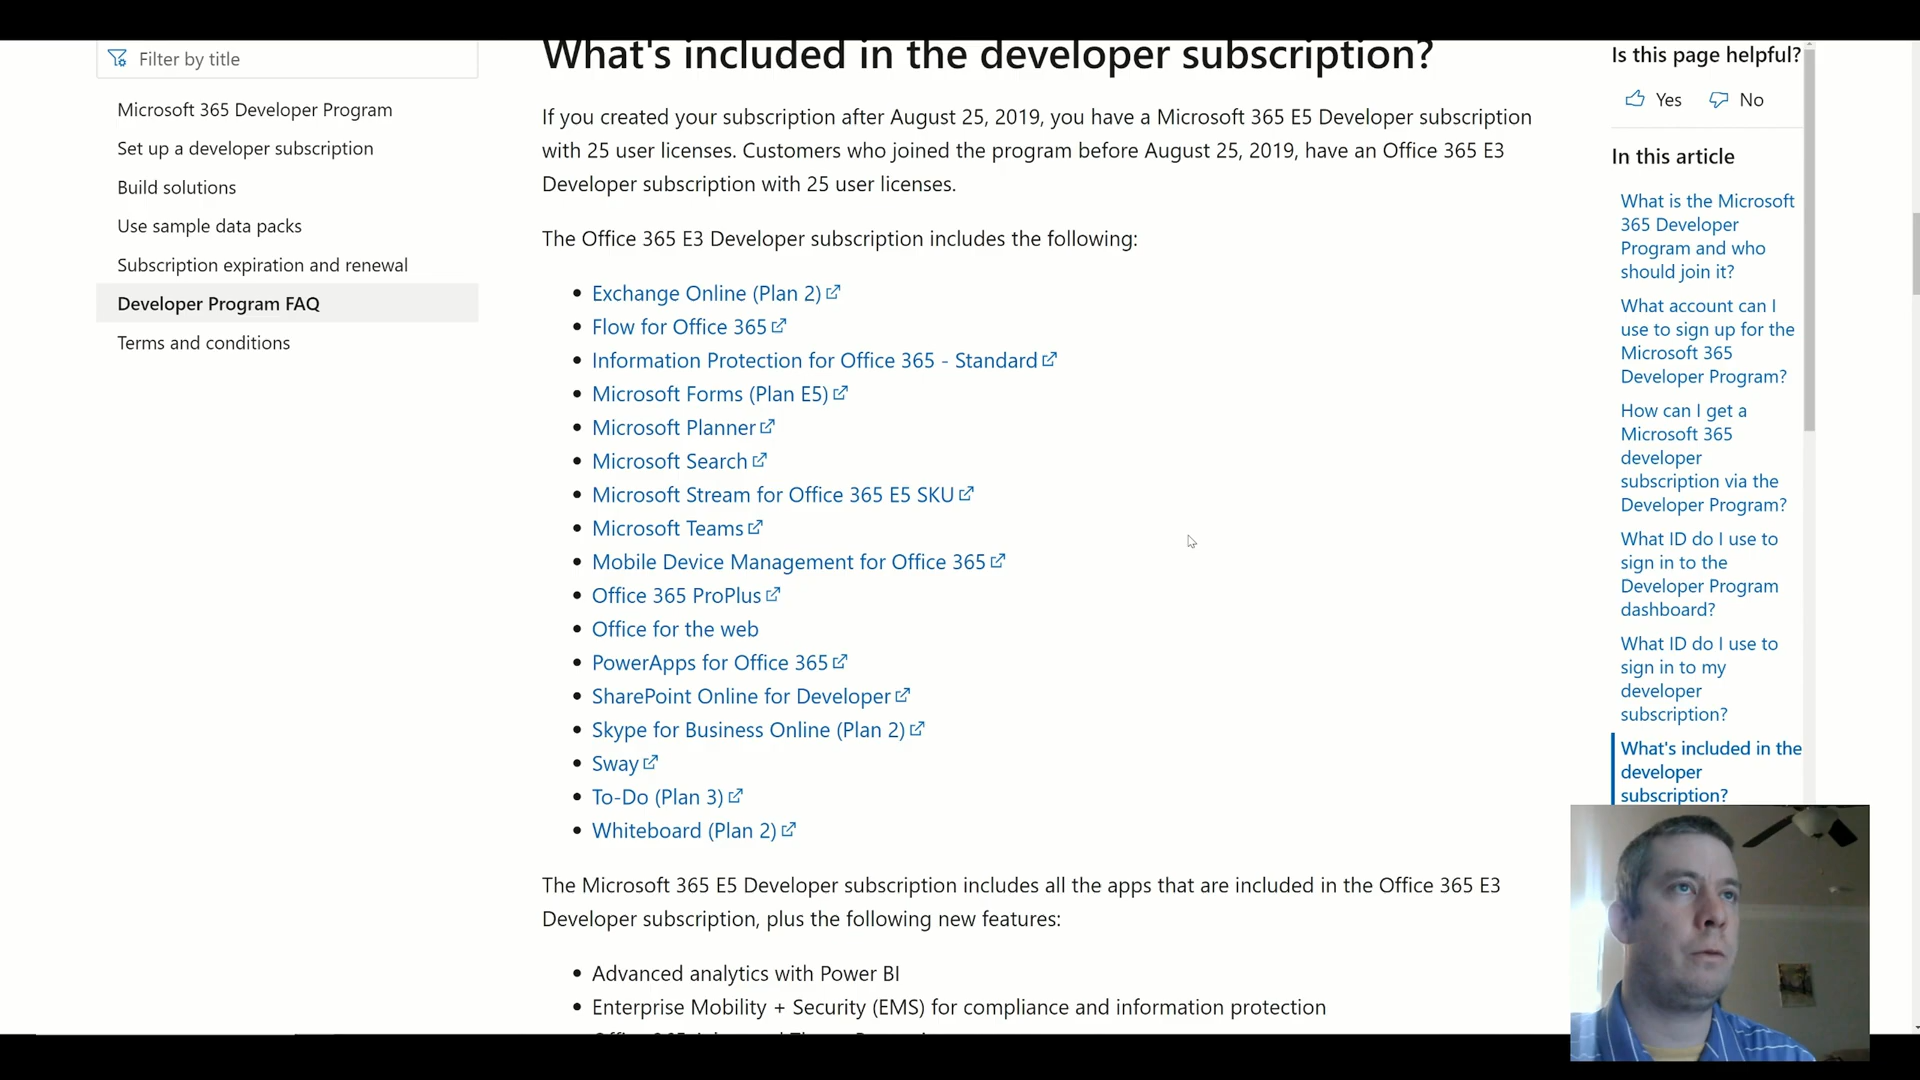 Filter by title
Microsoft 365 Developer Program
Set up a developer subscription
Build solutions
Use sample data packs
Subscription expiration and renewal
Developer Program FAQ
Terms and conditions
What's included in the developer subscription?
If you created your subscription after August 25, 2019, you have a Microsoft 365 E5 Developer subscription
with 25 user licenses. Customers who joined the program before August 25, 2019, have an Office 365 E3
Developer subscription with 25 user licenses.
The Office 365 E3 Developer subscription includes the following:
Exchange Online (Plan 2)
Flow for Office 365
Information Protection for Office 365 - Standard
Microsoft Forms (Plan E5)
Microsoft Planner
Microsoft Search
Microsoft Stream for Office 365 E5 SKU
Microsoft Teams
Mobile Device Management for Office 365
Office 365 ProPlus
Office for the web
PowerApps for Office 365
SharePoint Online for Developer
Skype for Business Online (Plan 2)
Sway
To-Do (Plan 3)
Whiteboard (Plan 2)
The Microsoft 365 E5 Developer subscription includes all the apps that are included in the Office 365 E3
Developer subscription, plus the following new features:
Advanced analytics with Power BI
Enterprise Mobility + Security (EMS) for compliance and information protection
Is this page helpful?
Yes No
In this article
What is the Microsoft
365 Developer
Program and who
should join it?
What account can I
use to sign up for the
Microsoft 365
Developer Program?
How can I get a
Microsoft 365
developer
subscription via the
Developer Program?
What ID do I use to
sign in to the
Developer Program
dashboard?
What ID do I use to
sign in to my
developer
subscription?
What's included in the
developer
subscription?